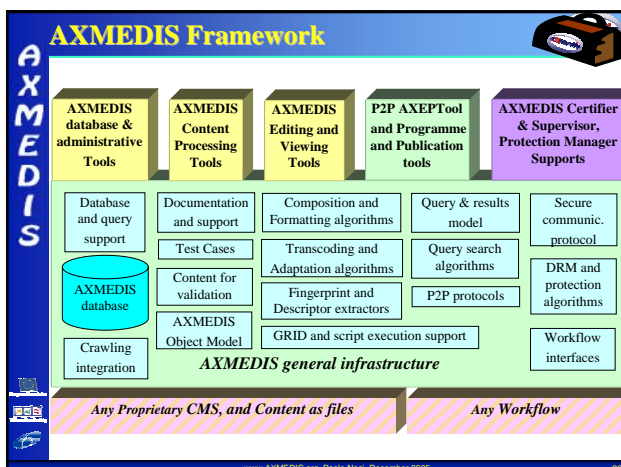 AXMEDIS Framework
AXMEDIS
AXMEDIS
database &
administrative
Tools
AXMEDIS
Content
Processing
Tools
AXMEDIS
Editing and
Viewing
Tools
P2P AXEPTool
and Programme
and Publication
tools
AXMEDIS Certifier
& Supervisor,
Protection Manager
Supports
Database
and query
support
AXMEDIS
database
Crawling
integration
Documentation
and support
Test Cases
Content for
validation
AXMEDIS
Object Model
Composition and
Formatting algorithms
Transcoding and
Adaptation algorithms
Fingerprint and
Descriptor extractors
GRID and script execution support
Query & results
model
Query search
algorithms
P2P protocols
Secure
communic.
protocol
DRM and
protection
algorithms
Workflow
interfaces
AXMEDIS general infrastructure
Any Proprietary CMS, and Content as files
Any Workflow